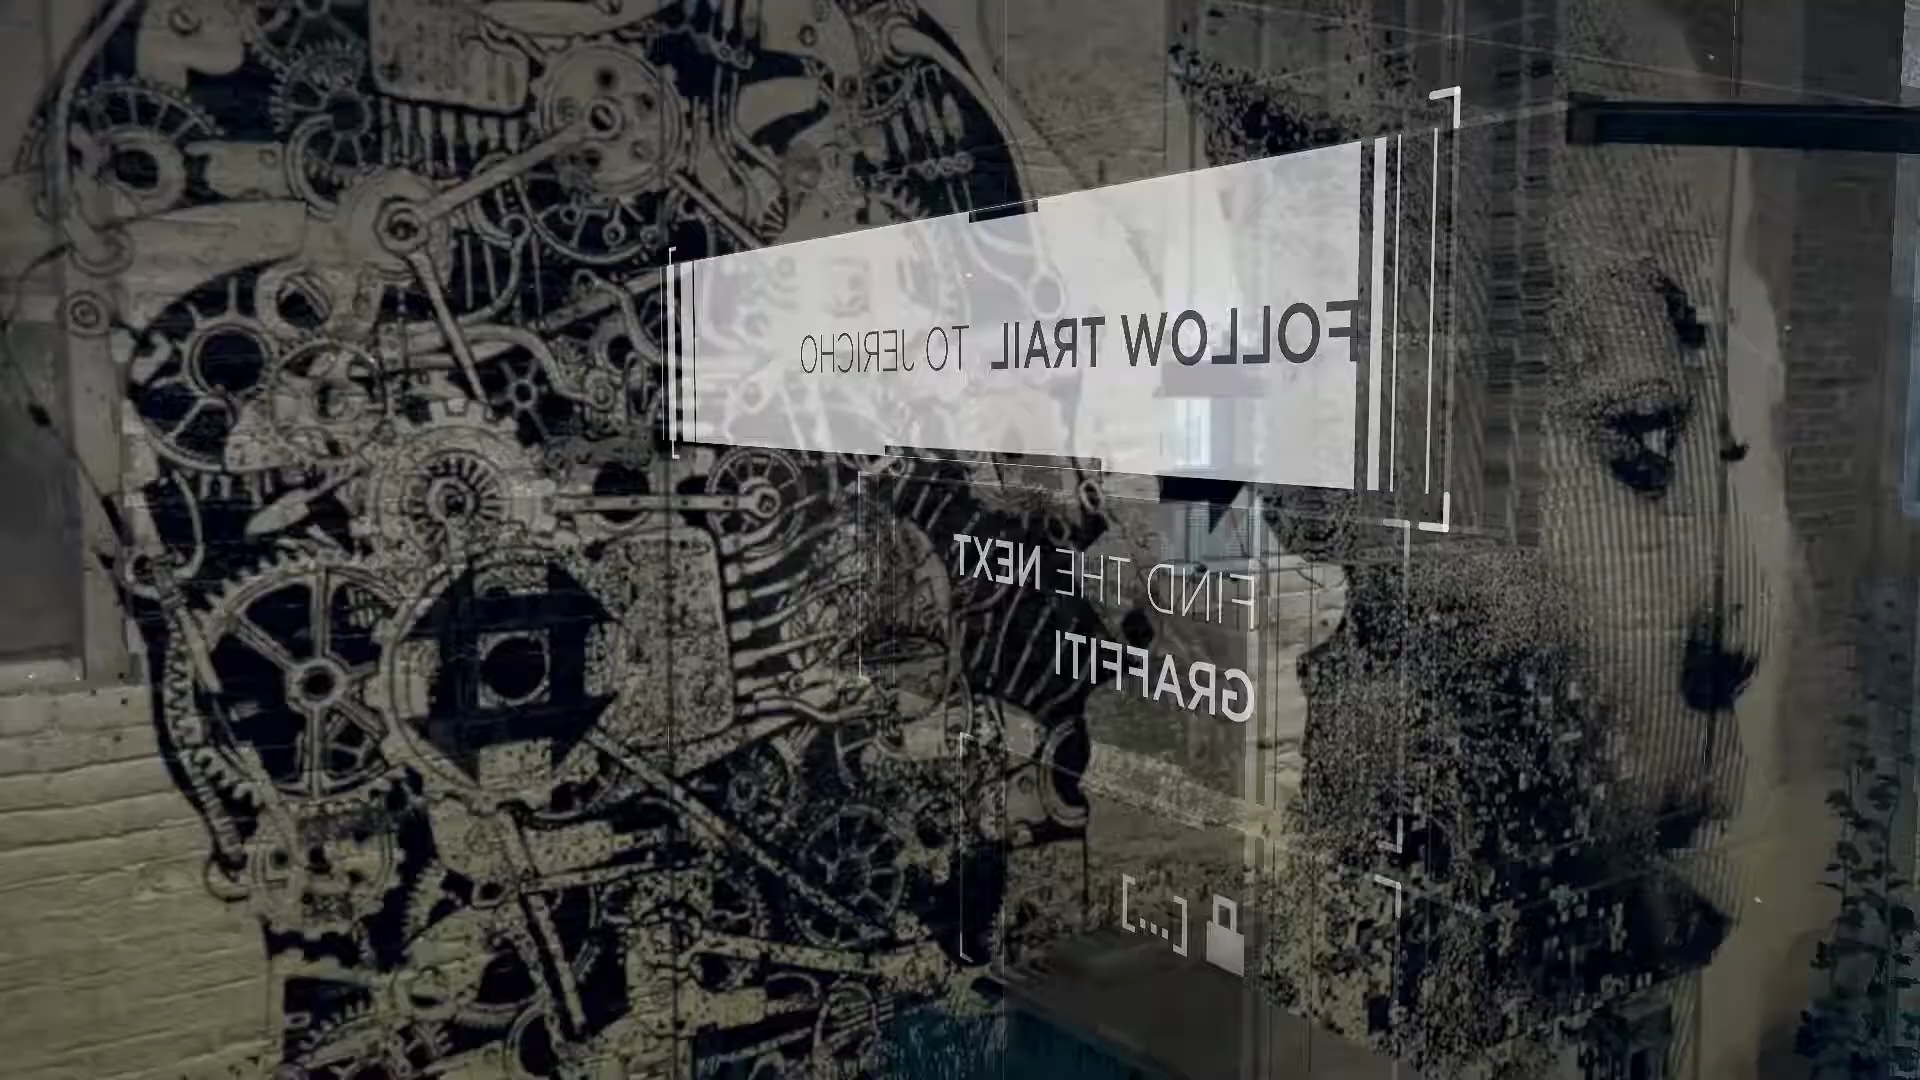 FOLLOW TRAIL TO JERICHO
FIND THE NEXT
GRAFFITI
[...]